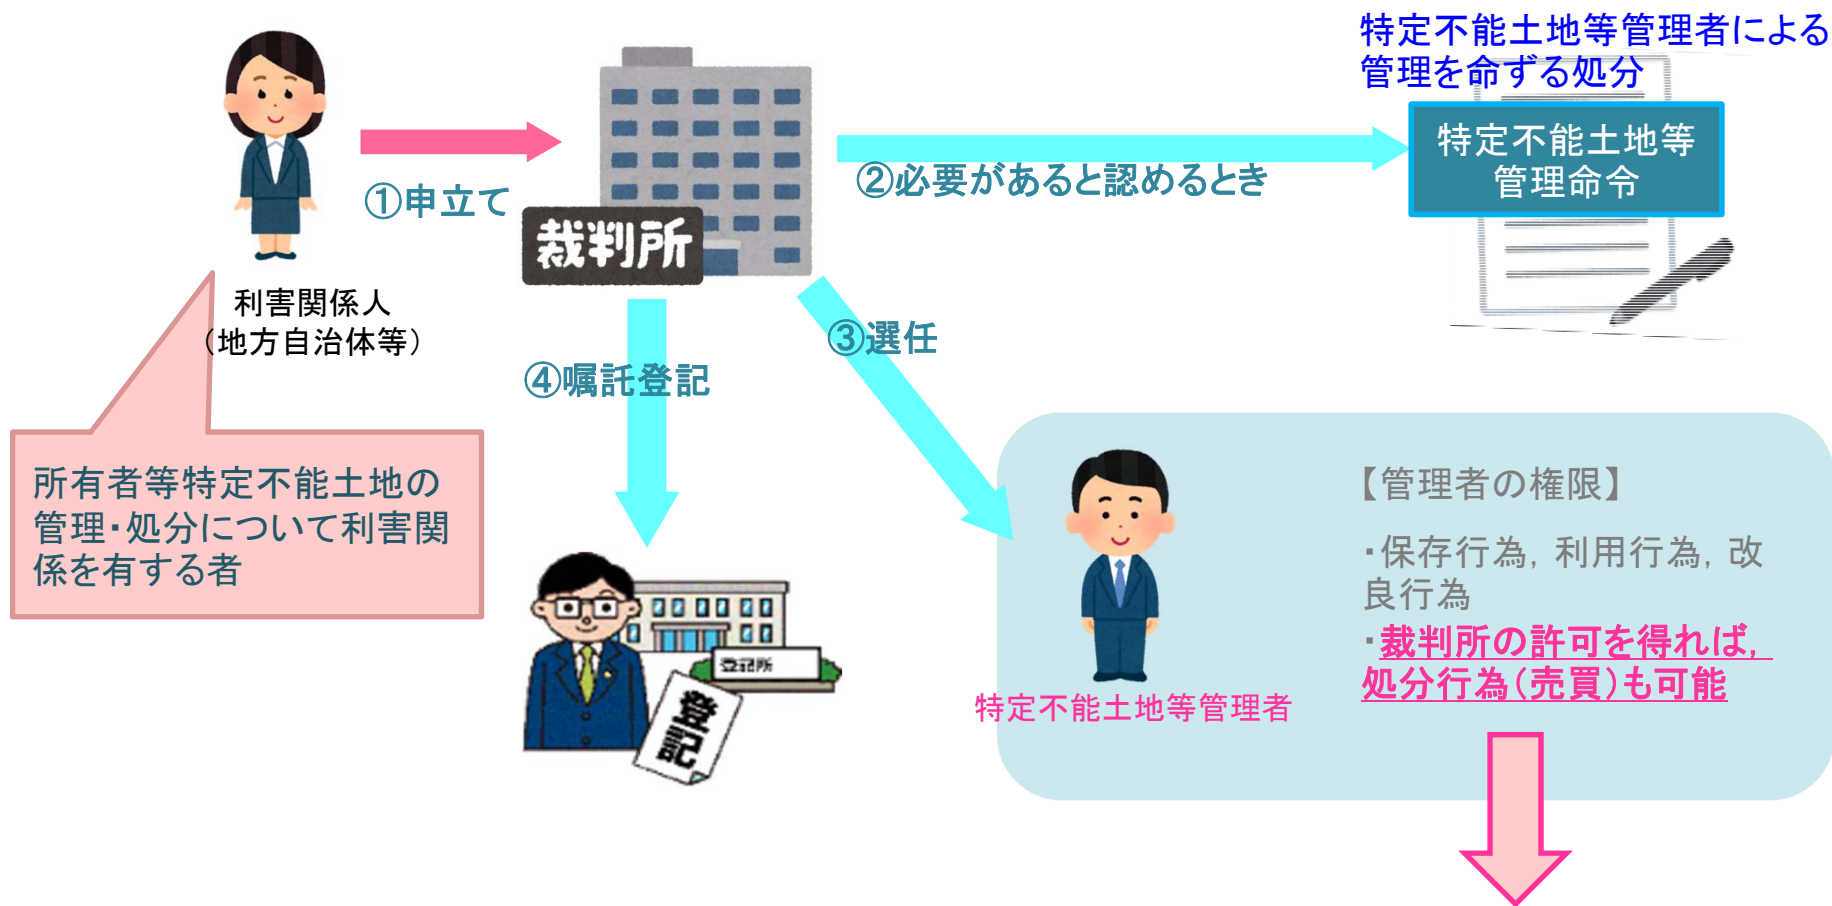 特定不能土地等管理者による
管理を命ずる処分
特定不能土地等
管理命令
①申立て
②必要があると認めるとき
裁判所
利害関係人
（地方自治体等）
③選任
④嘱託登記
所有者等特定不能土地の
管理・処分について利害関
係を有する者
【管理者の権限】
・保存行為，利用行為，改
良行為
・裁判所の許可を得れば，
処分行為（売買）も可能
特定不能土地等管理者
登記所
登記